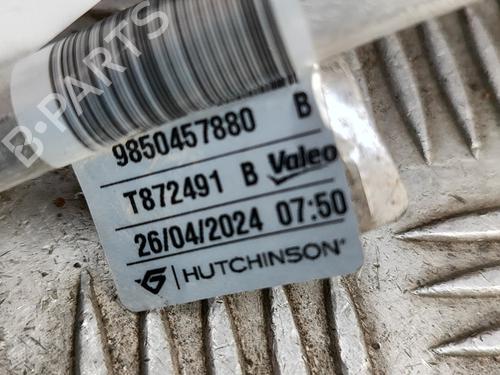 B-PARTS
9850457880 B
T872491 B Valeo
26/04/2024 07:50
HUTCHINSON®